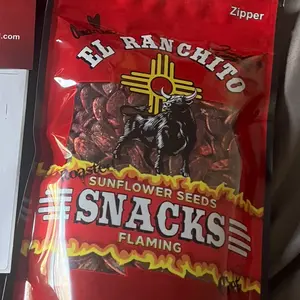 Zipper
.com
EL RANCHITO
SUNFLOWER SEEDS
SNACKS
FLAMING